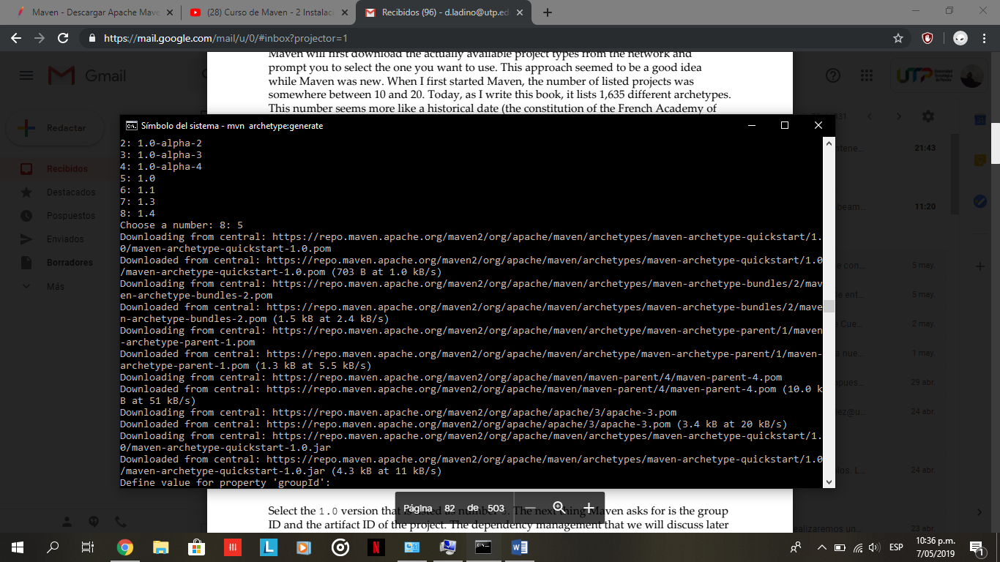 Maven - Descargar Apache Mave
(28) Curso de Maven - 2 Instalac
Recibidos (96) - d.ladino@utp.ed
https://mail.google.com/mail/u/0/#inbox?projector=1
Maven will first download the actually available project types from the network and
prompt you to select the one you want to use. This approach seemed to be a good idea
while Maven was new. When I first started Maven, the number of listed projects was
somewhere between 10 and 20. Today, as I write this book, it lists 1,635 different archetypes.
This number seems more like a historical date (the constitution of the French Academy of
Gmail
UTP
Redactar
Recibidos
Destacados
Pospuestos
Enviados
Borradores
Más
Símbolo del sistema - mvn archetype:generate
2: 1.0-alpha-2
3: 1.0-alpha-3
4: 1.0-alpha-4
5: 1.0
6: 1.1
7: 1.3
8: 1.4
Choose a number: 8: 5
Downloading from central: https://repo.maven.apache.org/maven2/org/apache/maven/archetypes/maven-archetype-quickstart/1.
0/maven-archetype-quickstart-1.0.pom
Downloaded from central: https://repo.maven.apache.org/maven2/org/apache/maven/archetypes/maven-archetype-quickstart/1.0
/maven-archetype-quickstart-1.0.pom (703 B at 1.0 kB/s)
Downloading from central: https://repo.maven.apache.org/maven2/org/apache/maven/archetypes/maven-archetype-bundles/2/mav
en-archetype-bundles-2.pom
Downloaded from central: https://repo.maven.apache.org/maven2/org/apache/maven/archetypes/maven-archetype-bundles/2/mave
n-archetype-bundles-2.pom (1.5 kB at 2.4 kB/s)
Downloading from central: https://repo.maven.apache.org/maven2/org/apache/maven/archetype/maven-archetype-parent/1/maven
-archetype-parent-1.pom
Downloaded from central: https://repo.maven.apache.org/maven2/org/apache/maven/archetype/maven-archetype-parent/1/maven-
archetype-parent-1.pom (1.3 kB at 5.5 kB/s)
Downloading from central: https://repo.maven.apache.org/maven2/org/apache/maven/maven-parent/4/maven-parent-4.pom
Downloaded from central: https://repo.maven.apache.org/maven2/org/apache/maven/maven-parent/4/maven-parent-4.pom (10.0 k
B at 51 kB/s)
Downloading from central: https://repo.maven.apache.org/maven2/org/apache/apache/3/apache-3.pom
Downloaded from central: https://repo.maven.apache.org/maven2/org/apache/apache/3/apache-3.pom (3.4 kB at 20 kB/s)
Downloading from central: https://repo.maven.apache.org/maven2/org/apache/maven/archetypes/maven-archetype-quickstart/1.
0/maven-archetype-quickstart-1.0.jar
Downloaded from central: https://repo.maven.apache.org/maven2/org/apache/maven/archetypes/maven-archetype-quickstart/1.0
/maven-archetype-quickstart-1.0.jar (4.3 kB at 11 kB/s)
Define value for property 'groupId':
431
ntene... 21:43
beam... 11:20
con... 5 may.
e ent... 5 may.
e Cue... 2 may.
a nue... 1 may.
opues... 29 abr.
éz@u... 24 abr.
fos. L... 24 abr.
ealizaremos un... 23 abr.
Página 82 de 503
Select the 1.0 version that is listed as number 5. The next thing Maven asks for is the group
ID and the artifact ID of the project. The dependency management that we will discuss later
ESP
10:36 p.m.
7/05/2019
1